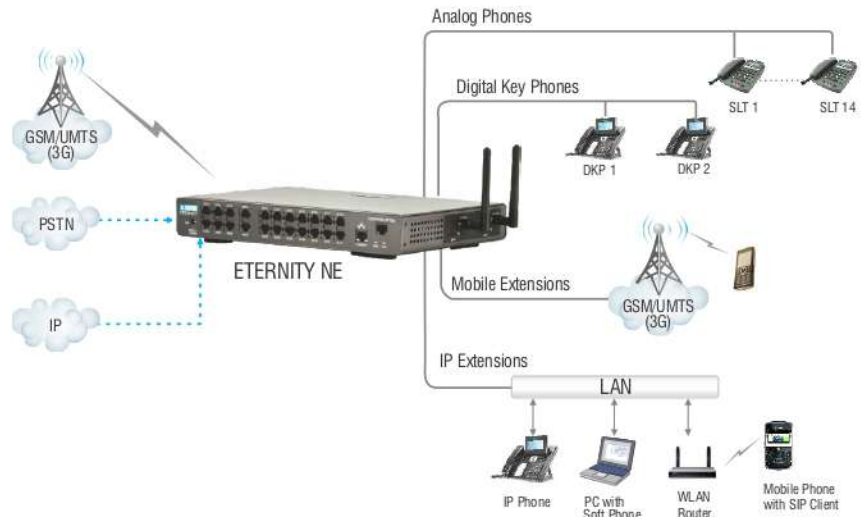 Analog Phones
SLT 1
SLT 14
Digital Key Phones
DKP 1
DKP 2
GSM/UMTS
(3G)
PSTN
IP
ETERNITY NE
Mobile Extensions
GSM/UMTS
(3G)
IP Extensions
LAN
IP Phone
PC with
Soft Phone
WLAN
Router
Mobile Phone
with SIP Client